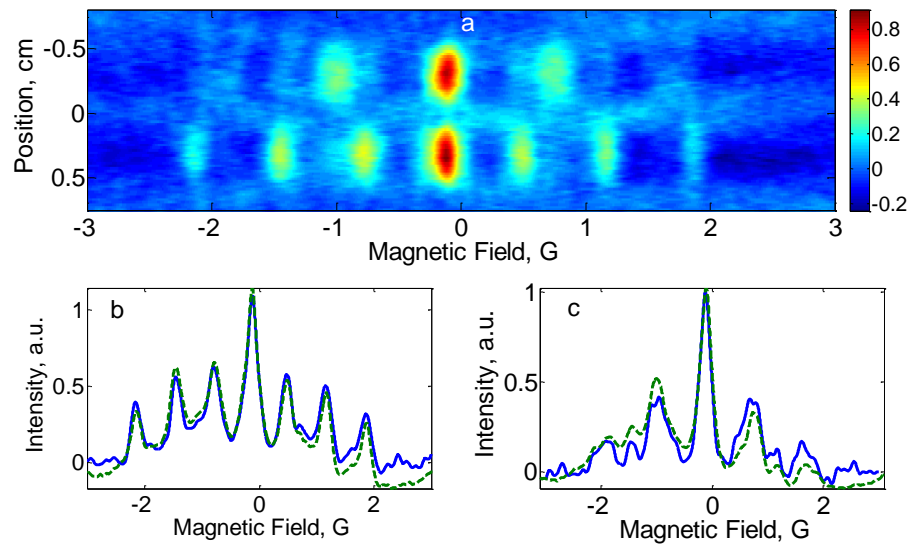 a
Position, cm
-0.5
0
0.5
-3 -2 -1 0 1 2 3
Magnetic Field, G
0.8
0.6
0.4
0.2
0
-0.2
b
Intensity, a.u.
1
0.5
0
-2 0 2
Magnetic Field, G
c
Intensity, a.u.
1
0.5
0
-2 0 2
Magnetic Field, G